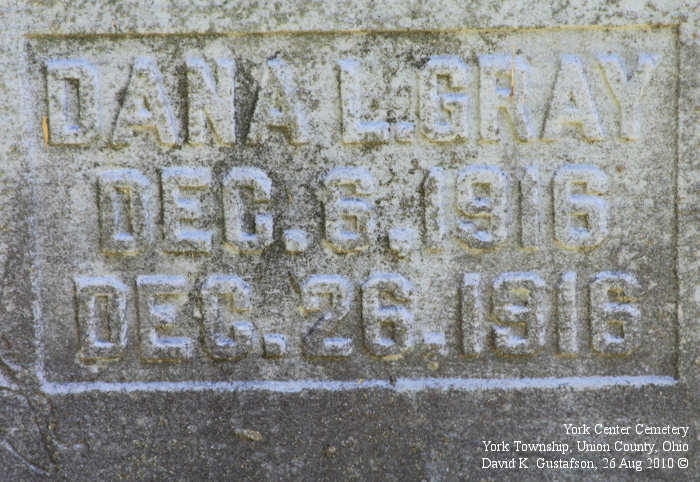 DANA L. GRAY
DEC. 6. 1916
DEC. 26. 1916
York Center Cemetery
York Township, Union County, Ohio
David K. Gustafson, 26 Aug 2010 ©